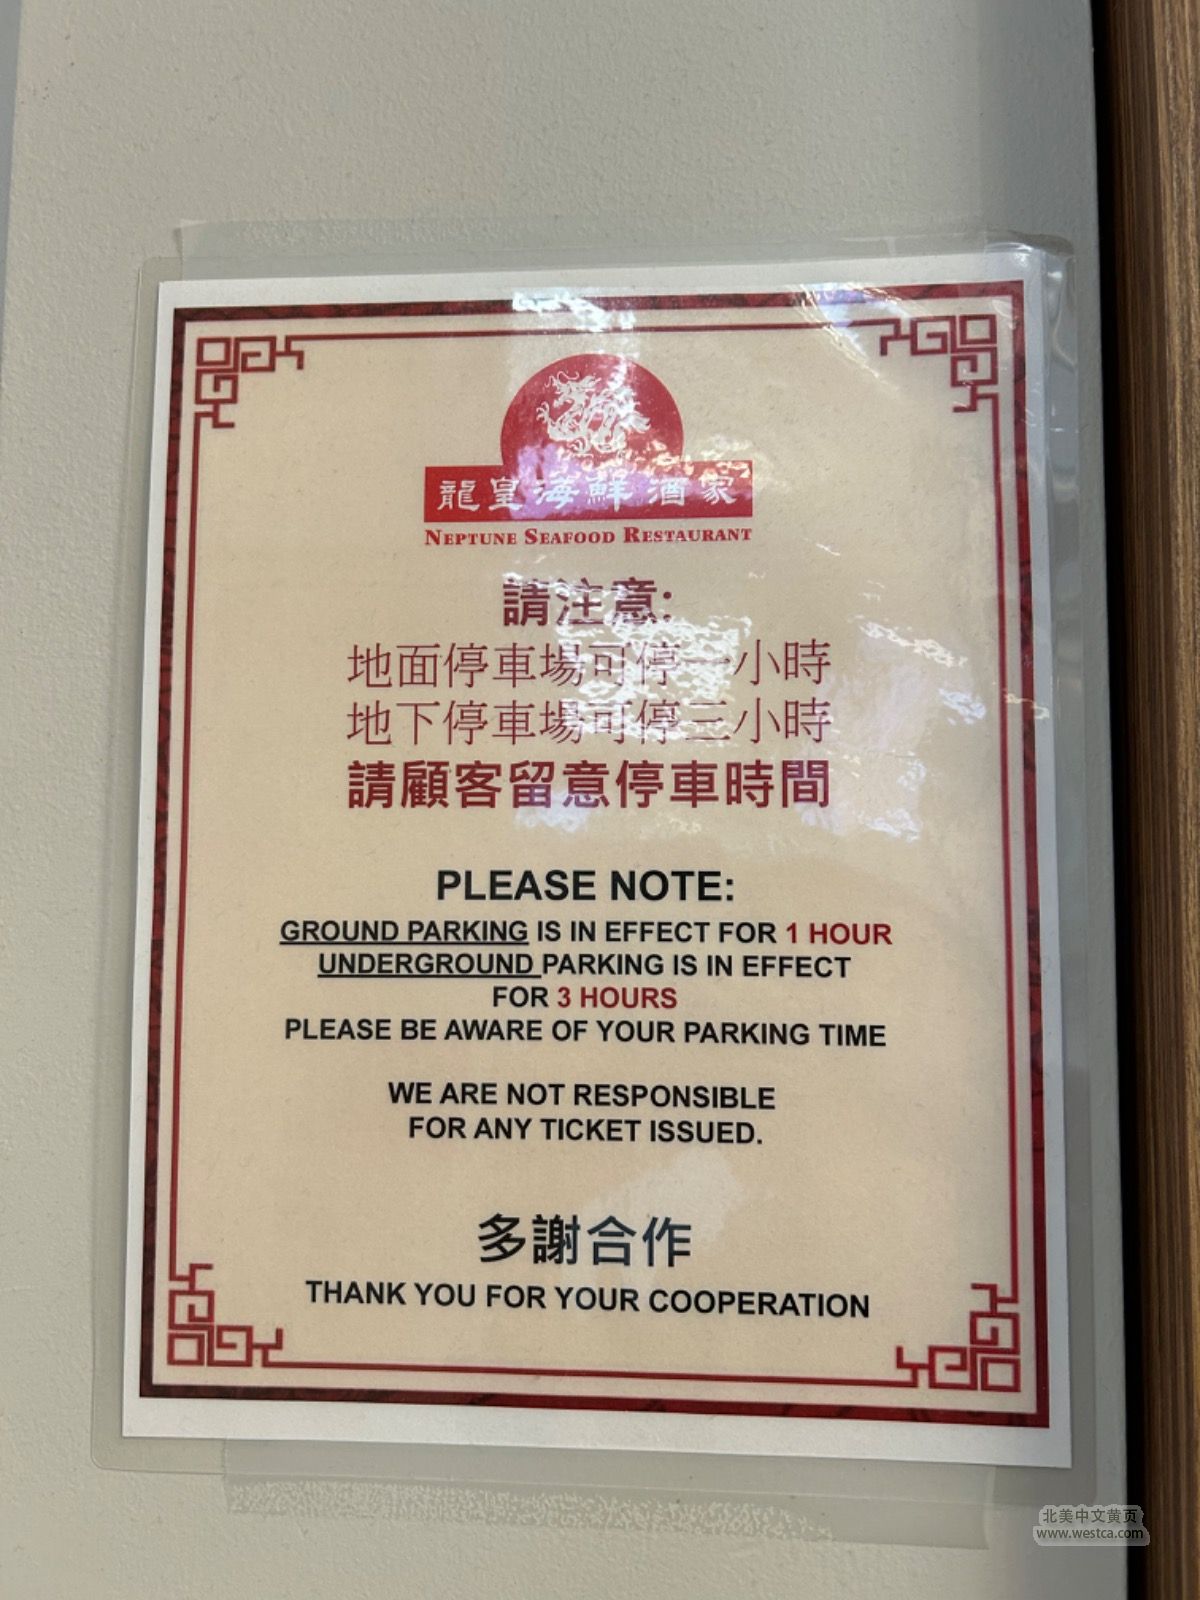 龍皇海鮮酒家
NEPTUNE SEAFOOD RESTAURANT
請注意:
地面停車場可停一小時
地下停車場可停三小時
請顧客留意停車時間
PLEASE NOTE:
GROUND PARKING IS IN EFFECT FOR 1 HOUR
UNDERGROUND PARKING IS IN EFFECT
FOR 3 HOURS
PLEASE BE AWARE OF YOUR PARKING TIME
WE ARE NOT RESPONSIBLE
FOR ANY TICKET ISSUED.
多謝合作
THANK YOU FOR YOUR COOPERATION
北美中文黄页
www.westca.com